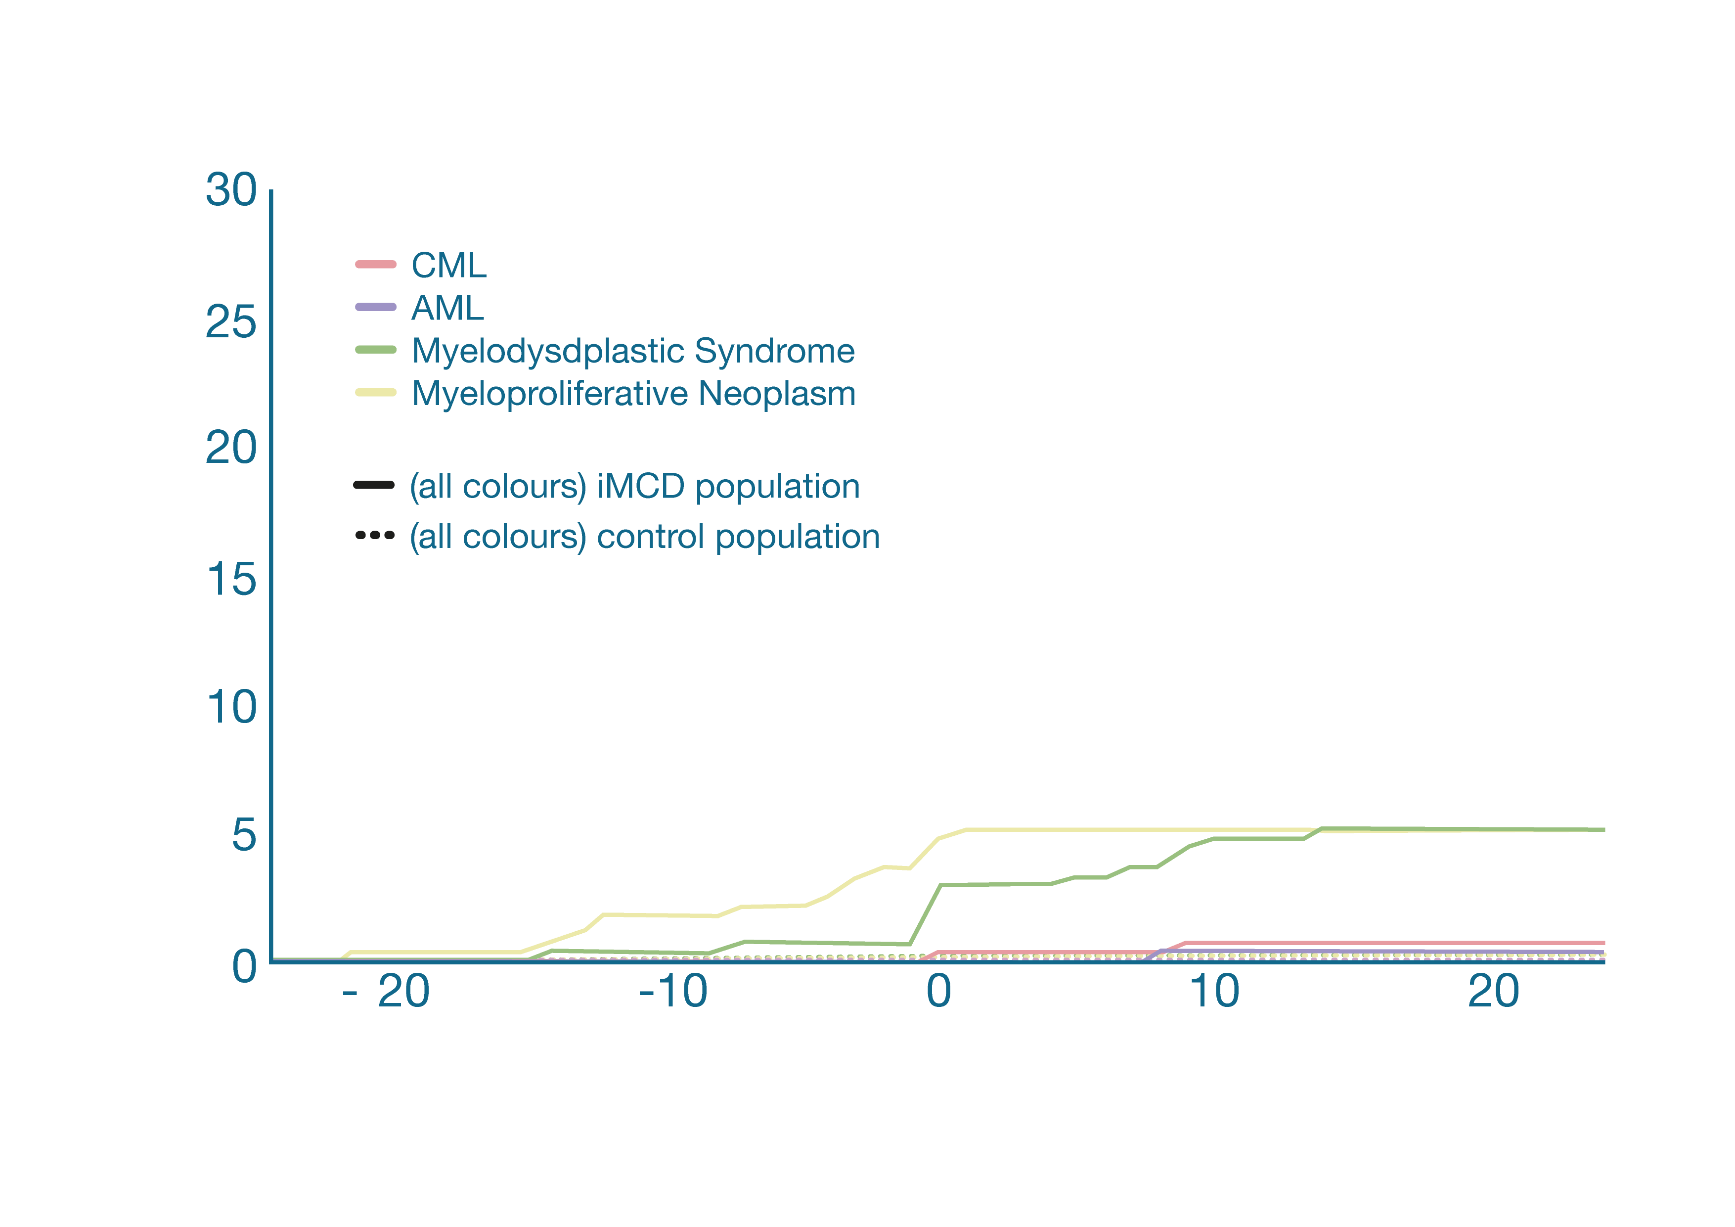 30
25
20
15
10
5
0
CML
AML
Myelodysdplastic Syndrome
Myeloproliferative Neoplasm
(all colours) iMCD population
(all colours) control population
- 20 -10 0 10 20